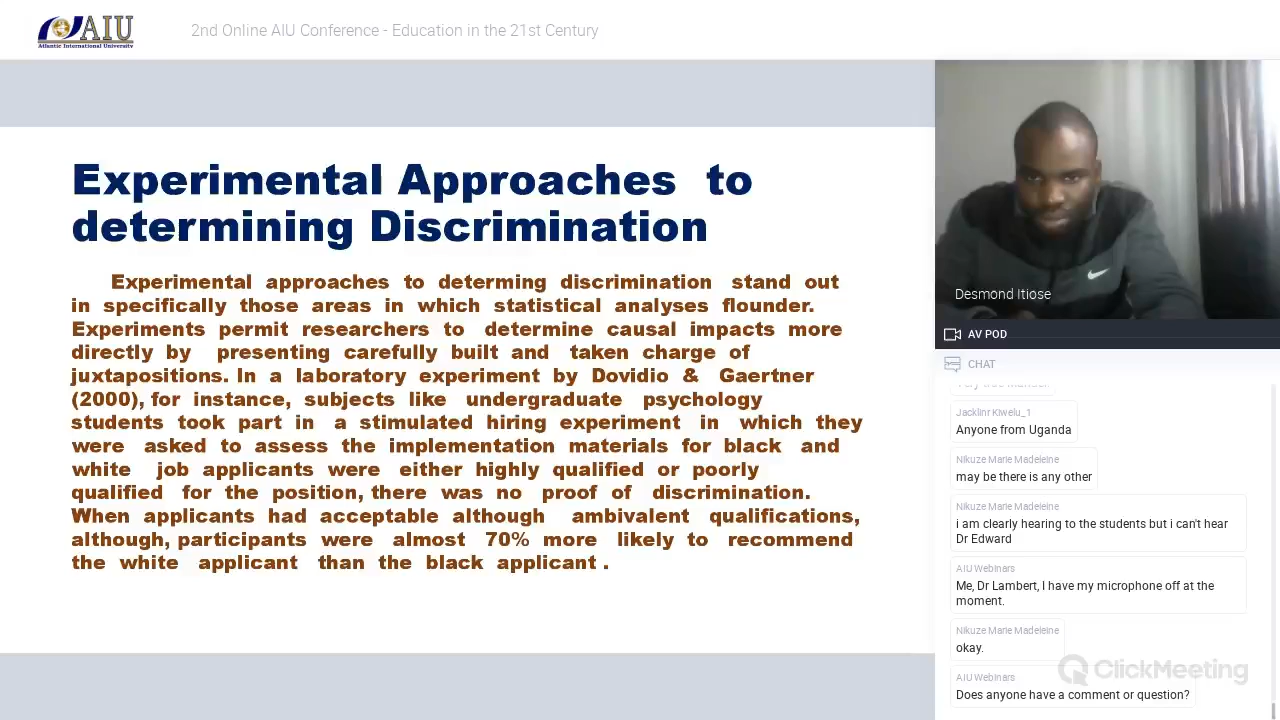 AIU
Atlantic International University
2nd Online AIU Conference - Education in the 21st Century
Experimental Approaches to
determining Discrimination
Experimental approaches to determing discrimination stand out
in specifically those areas in which statistical analyses flounder.
Experiments permit researchers to determine causal impacts more
directly by presenting carefully built and taken charge of
juxtapositions. In a laboratory experiment by Dovidio & Gaertner
(2000), for instance, subjects like undergraduate psychology
students took part in a stimulated hiring experiment in which they
were asked to assess the implementation materials for black and
white job applicants were either highly qualified or poorly
qualified for the position, there was no proof of discrimination.
When applicants had acceptable although ambivalent qualifications,
although, participants were almost 70% more likely to recommend
the white applicant than the black applicant .
Desmond Itiose
AV POD
CHAT
Jacklinr Kiwelu_1
Anyone from Uganda
Nikuze Marie Madeleine
may be there is any other
Nikuze Marie Madeleine
i am clearly hearing to the students but i can't hear
Dr Edward
AIU Webinars
Me, Dr Lambert, I have my microphone off at the
moment.
Nikuze Marie Madeleine
okay.
AIU Webinars
Does anyone have a comment or question?
ClickMeeting